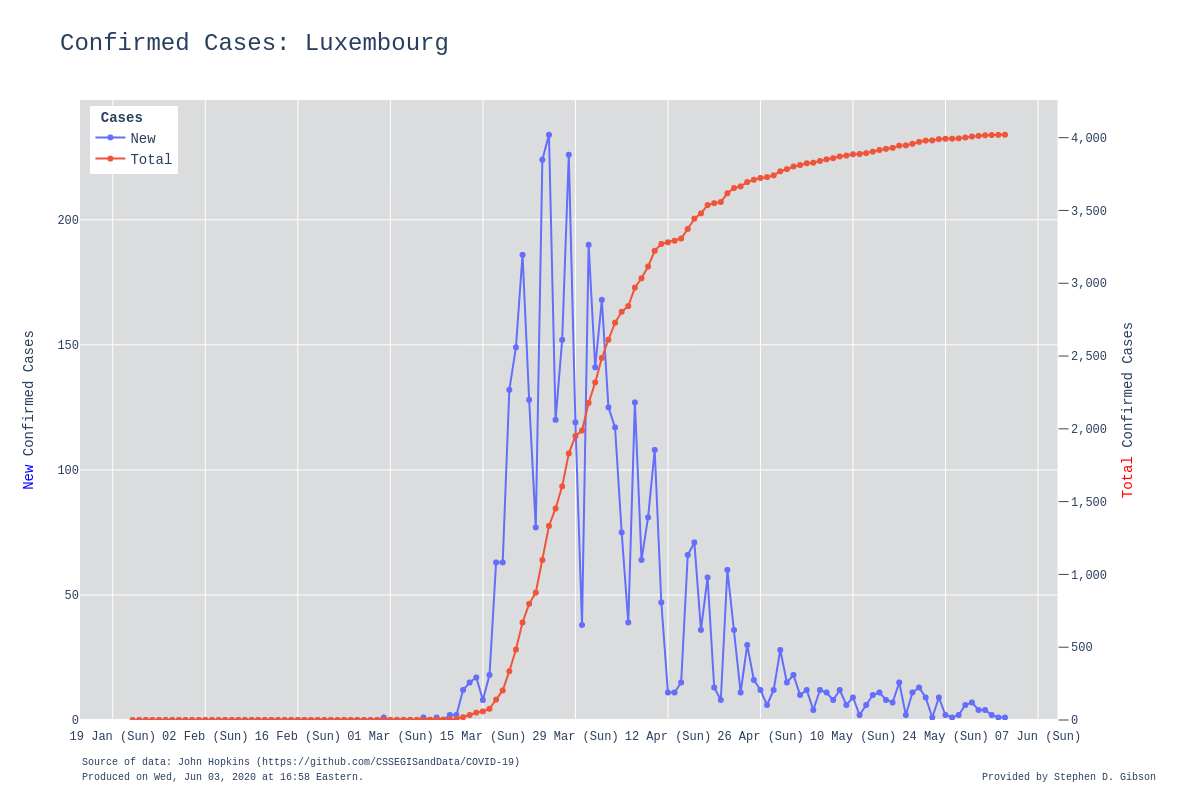 Confirmed Cases: Luxembourg
Cases
New
Total
200
150
100
50
0
New Confirmed Cases
4,000
3,500
3,000
2,500
2,000
1,500
1,000
500
0
Total Confirmed Cases
19 Jan (Sun) 02 Feb (Sun) 16 Feb (Sun) 01 Mar (Sun) 15 Mar (Sun) 29 Mar (Sun) 12 Apr (Sun) 26 Apr (Sun) 10 May (Sun) 24 May (Sun) 07 Jun (Sun)
Source of data: John Hopkins (https://github.com/CSSEGISandData/COVID-19)
Produced on Wed, Jun 03, 2020 at 16:58 Eastern.
Provided by Stephen D. Gibson